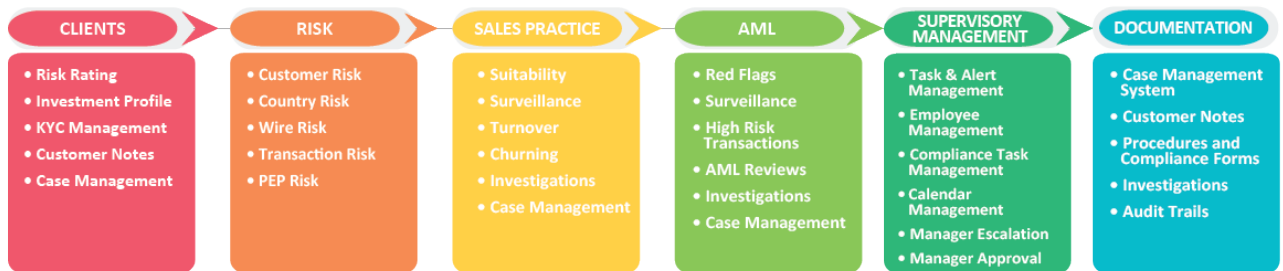 CLIENTS
• Risk Rating
• Investment Profile
• KYC Management
• Customer Notes
• Case Management
RISK
• Customer Risk
• Country Risk
• Wire Risk
• Transaction Risk
• PEP Risk
SALES PRACTICE
• Suitability
• Surveillance
• Turnover
• Churning
• Investigations
• Case Management
AML
• Red Flags
• Surveillance
• High Risk
Transactions
• AML Reviews
• Investigations
• Case Management
SUPERVISORY
MANAGEMENT
• Task & Alert
Management
• Employee
Management
• Compliance Task
Management
• Calendar
Management
• Manager Escalation
• Manager Approval
DOCUMENTATION
• Case Management
System
• Customer Notes
• Procedures and
Compliance Forms
• Investigations
• Audit Trails